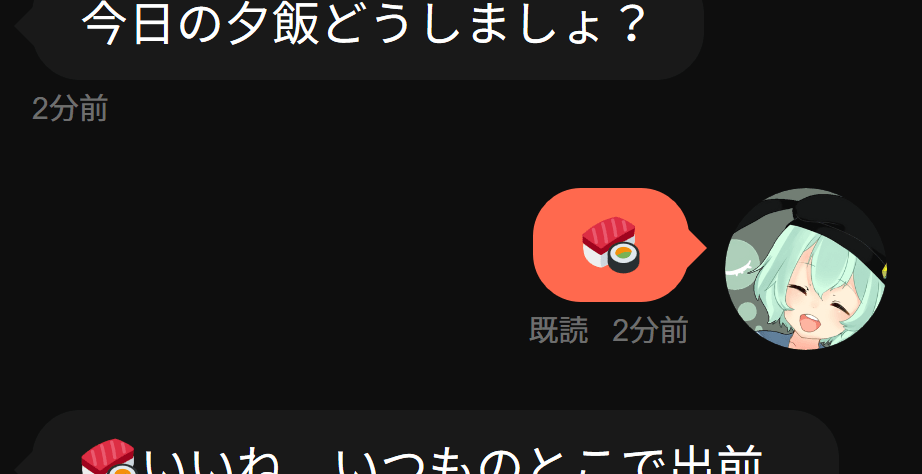 今日の夕飯どうしましょ？
2分前
🍣
既読 2分前
🍣いいね いつものとこで出前